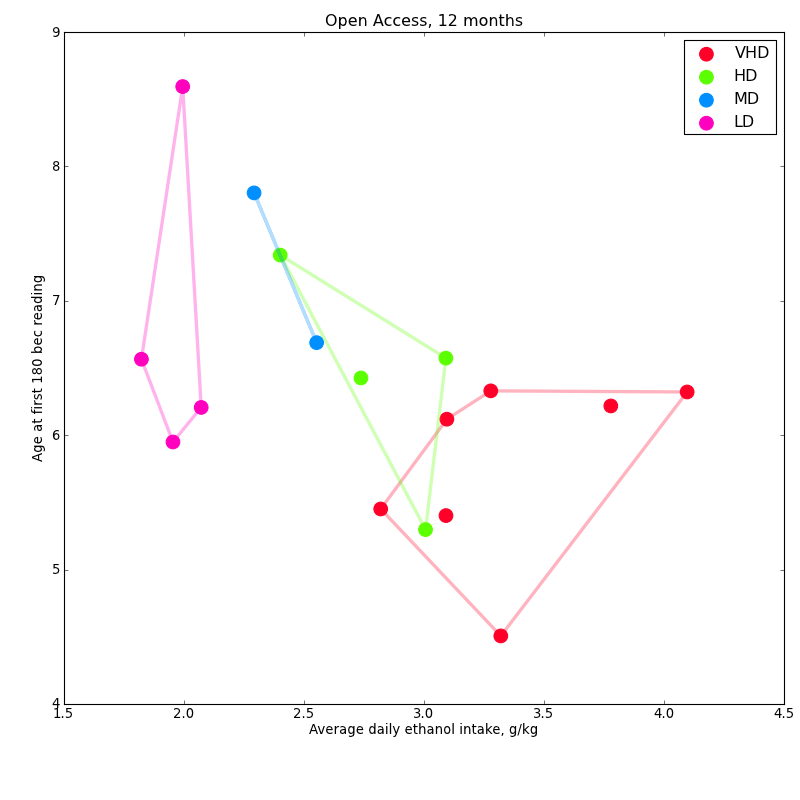 Open Access, 12 months
9
8
7
6
5
4
Age at first 180 bec reading
VHD
HD
MD
LD
1.5 2.0 2.5 3.0 3.5 4.0 4.5
Average daily ethanol intake, g/kg